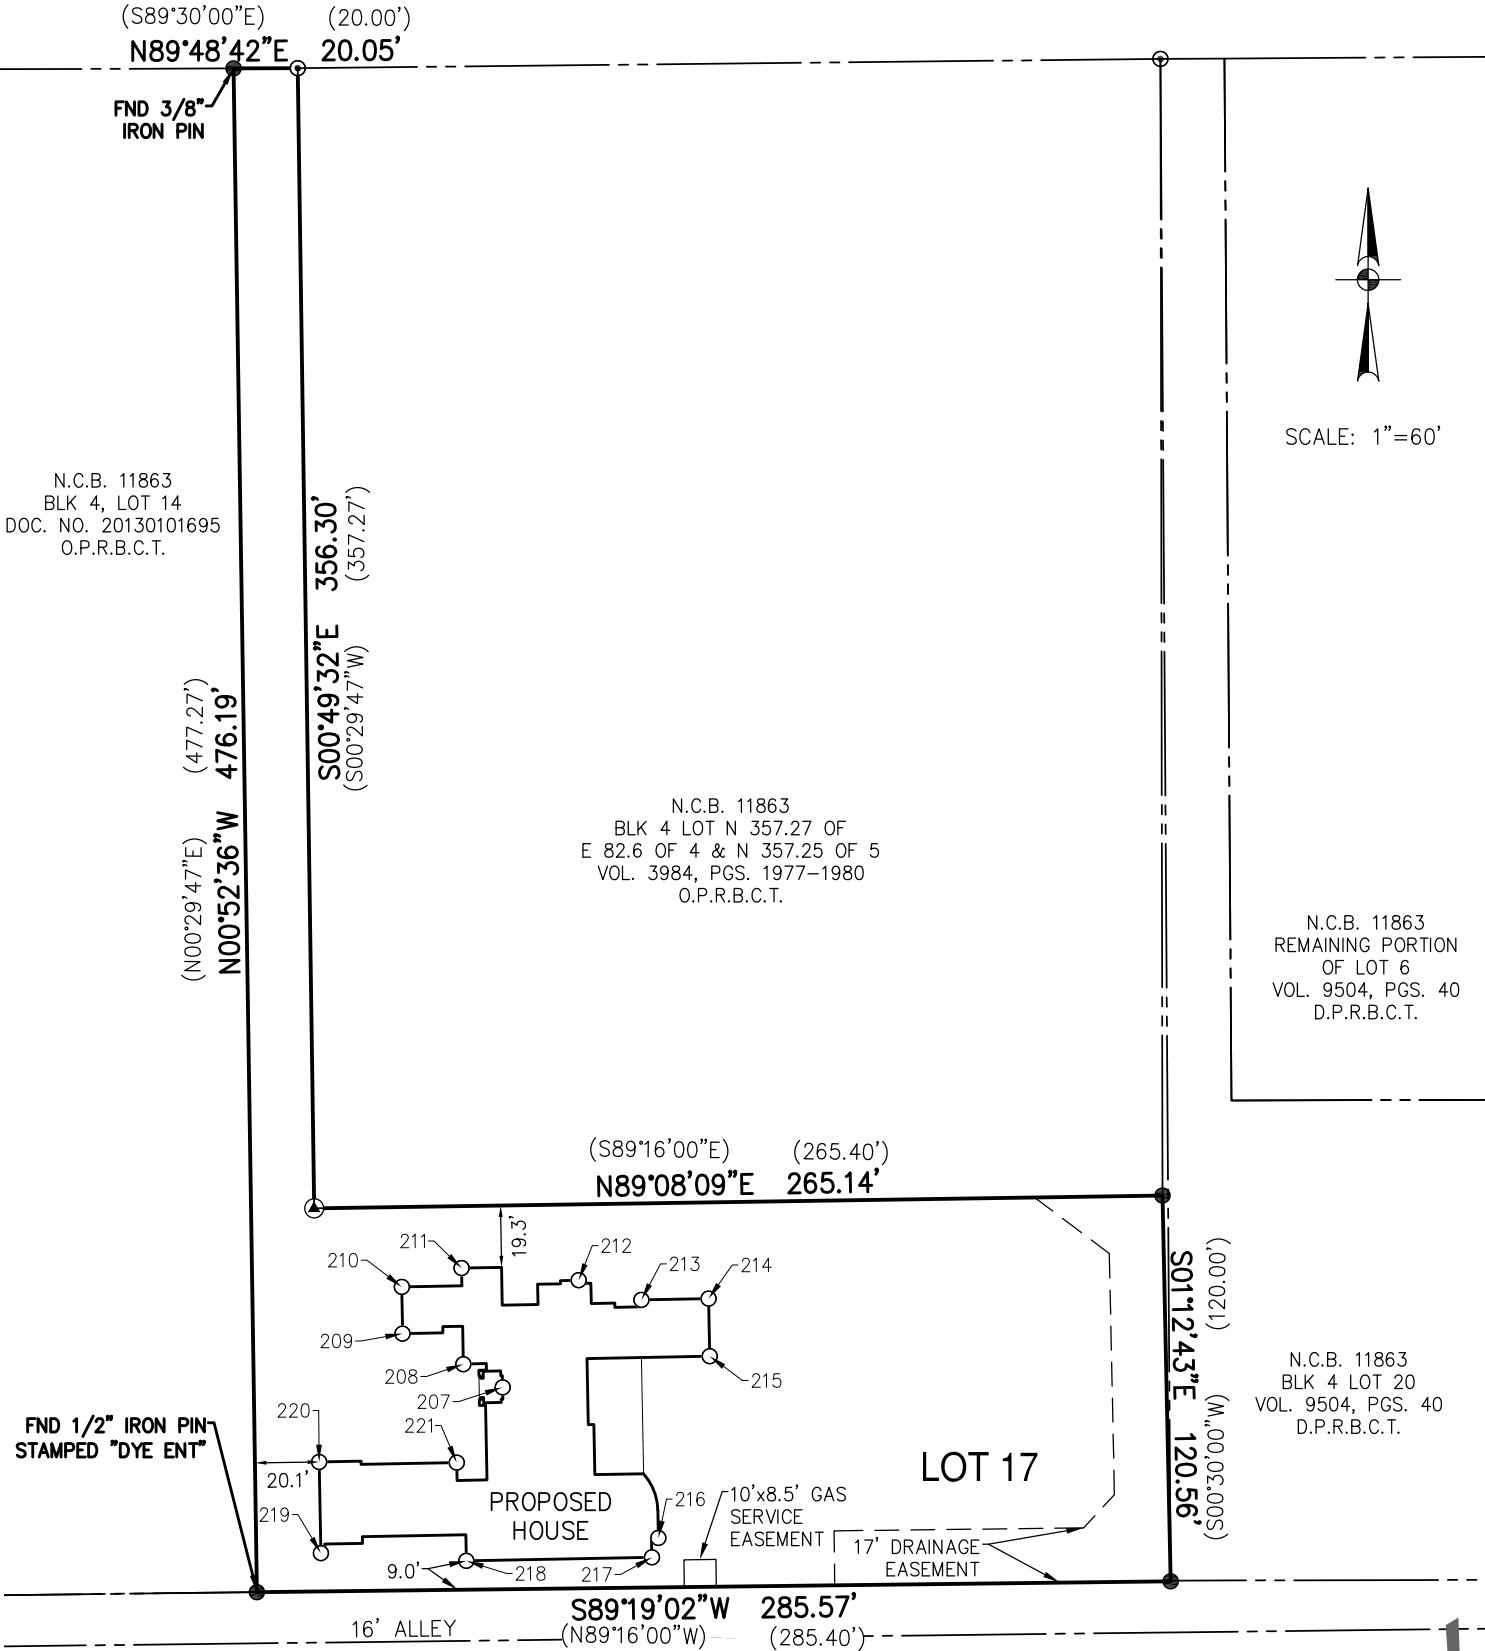 (S89°30'00"E) (20.00')
N89°48'42"E 20.05'
FND 3/8"
IRON PIN
SCALE: 1"=60'
N.C.B. 11863
BLK 4, LOT 14
DOC. NO. 20130101695
O.P.R.B.C.T.
S00°49'32"E 356.30'
(S00°29'47"W) (357.27')
(N00°29'47"E) (477.27')
N00°52'36"W 476.19'
N.C.B. 11863
BLK 4 LOT N 357.27 OF
E 82.6 OF 4 & N 357.25 OF 5
VOL. 3984, PGS. 1977-1980
O.P.R.B.C.T.
N.C.B. 11863
REMAINING PORTION
OF LOT 6
VOL. 9504, PGS. 40
D.P.R.B.C.T.
(S89°16'00"E) (265.40')
N89°08'09"E 265.14'
19.3'
211
212
210
213
214
209
208
207
215
220
221
20.1'
219
216
217
218
9.0'
PROPOSED
HOUSE
LOT 17
10'x8.5' GAS
SERVICE
EASEMENT
17' DRAINAGE
EASEMENT
S01°12'43"E 120.56'
(S00°30'00"W) (120.00')
N.C.B. 11863
BLK 4 LOT 20
VOL. 9504, PGS. 40
D.P.R.B.C.T.
FND 1/2" IRON PIN
STAMPED "DYE ENT"
S89°19'02"W 285.57'
16' ALLEY
(N89°16'00"W) (285.40')